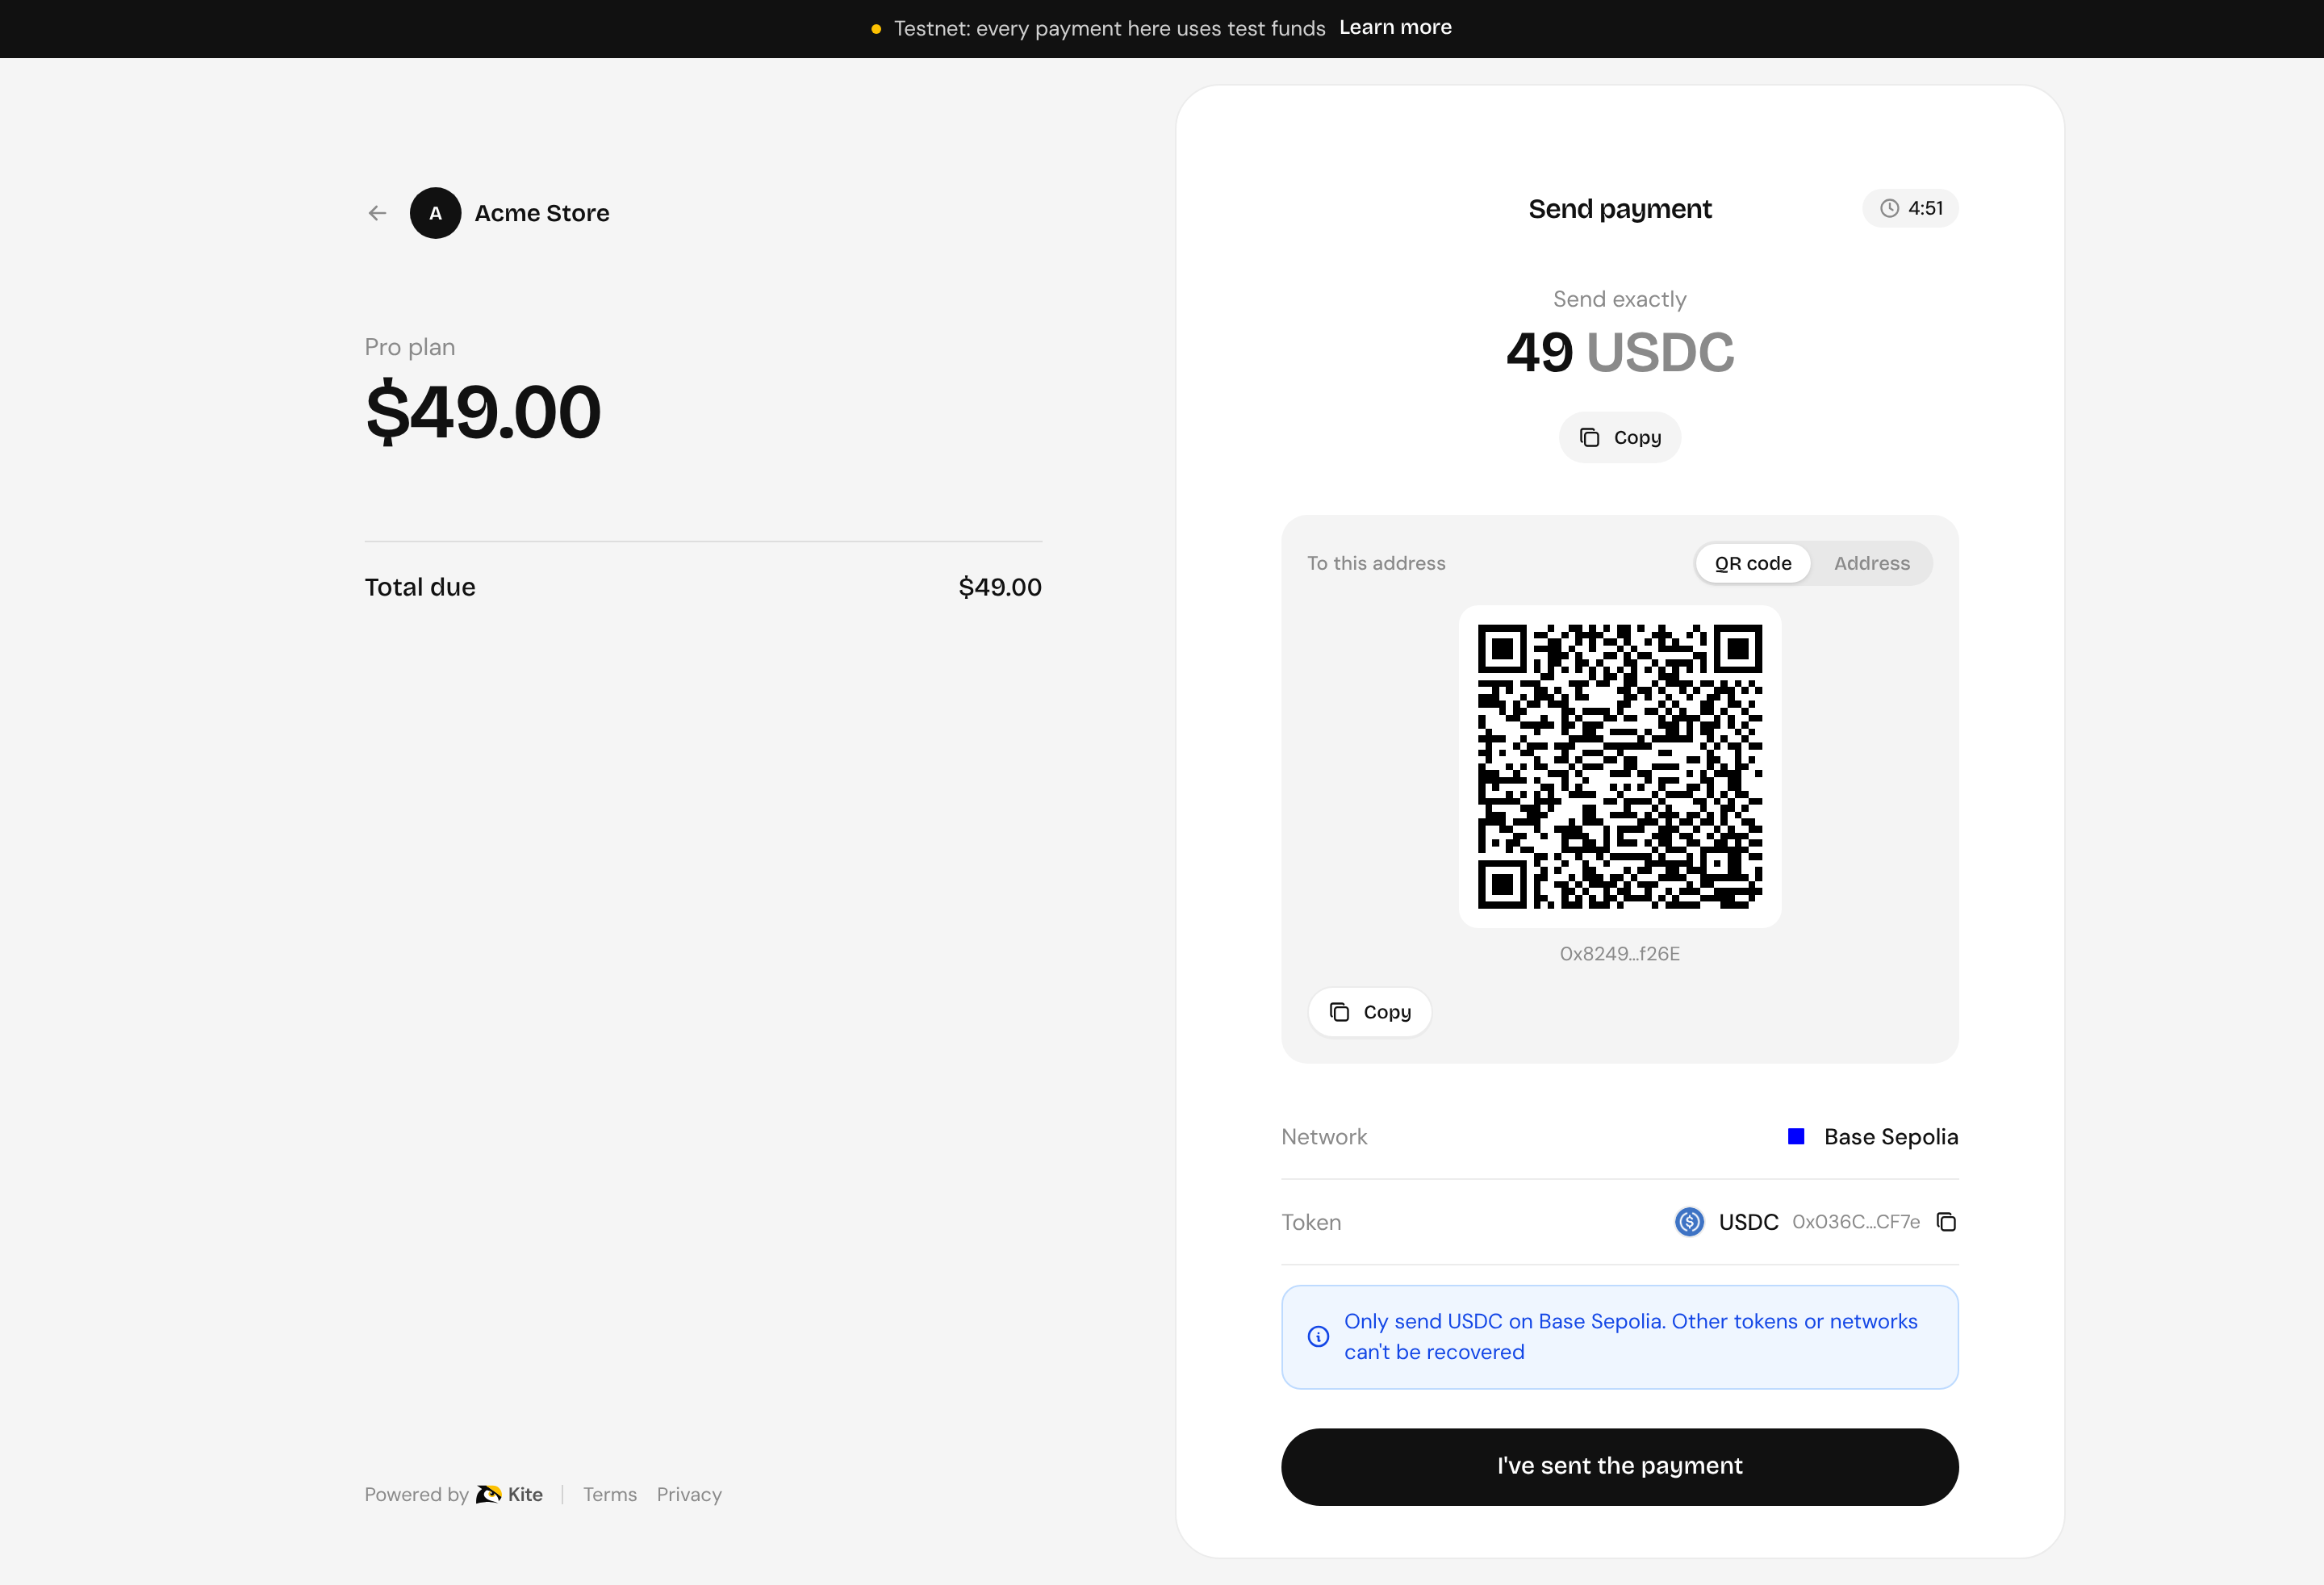 Testnet: every payment here uses test funds Learn more
A Acme Store
Pro plan
$49.00
Total due $49.00
Powered by Kite | Terms Privacy
Send payment 4:51
Send exactly
49 USDC
Copy
To this address QR code Address
0x8249...f26E
Copy
Network Base Sepolia
Token USDC 0x036C...CF7e
Only send USDC on Base Sepolia. Other tokens or networks
can't be recovered
I've sent the payment